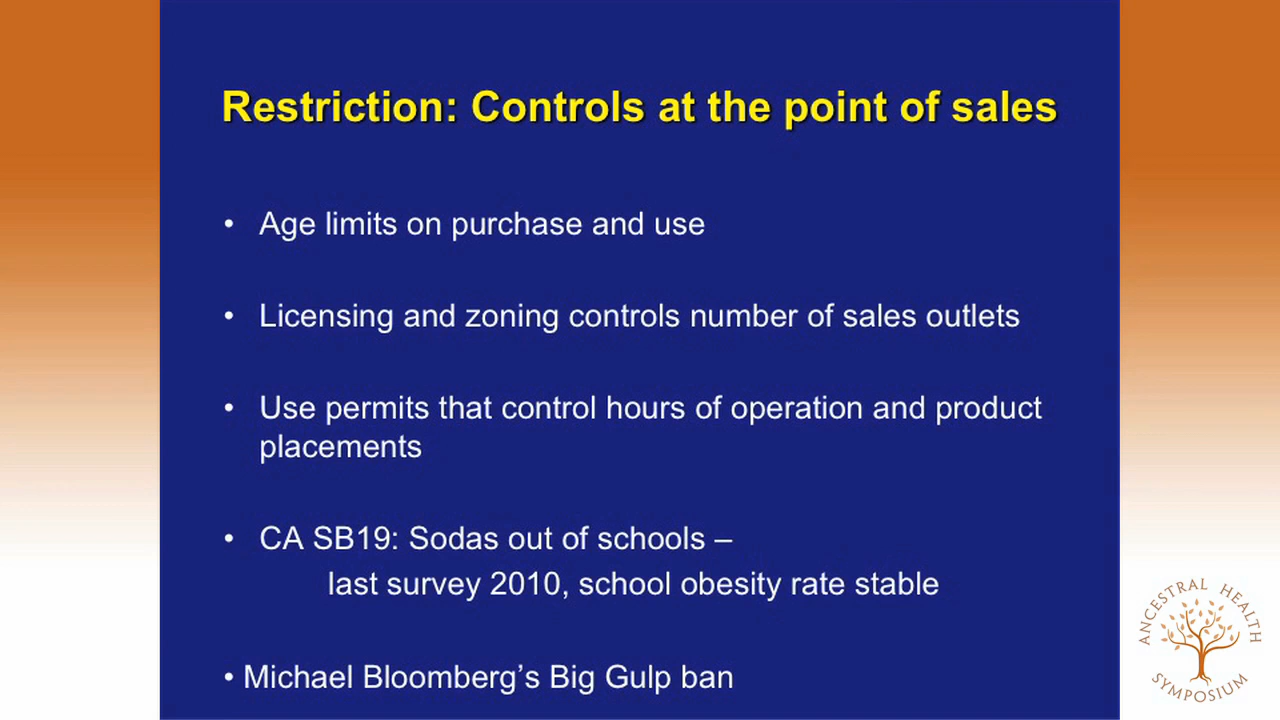 Restriction: Controls at the point of sales
• Age limits on purchase and use
• Licensing and zoning controls number of sales outlets
• Use permits that control hours of operation and product
placements
• CA SB19: Sodas out of schools –
last survey 2010, school obesity rate stable
• Michael Bloomberg’s Big Gulp ban
ANCESTRAL HEALTH
SYMPOSIUM